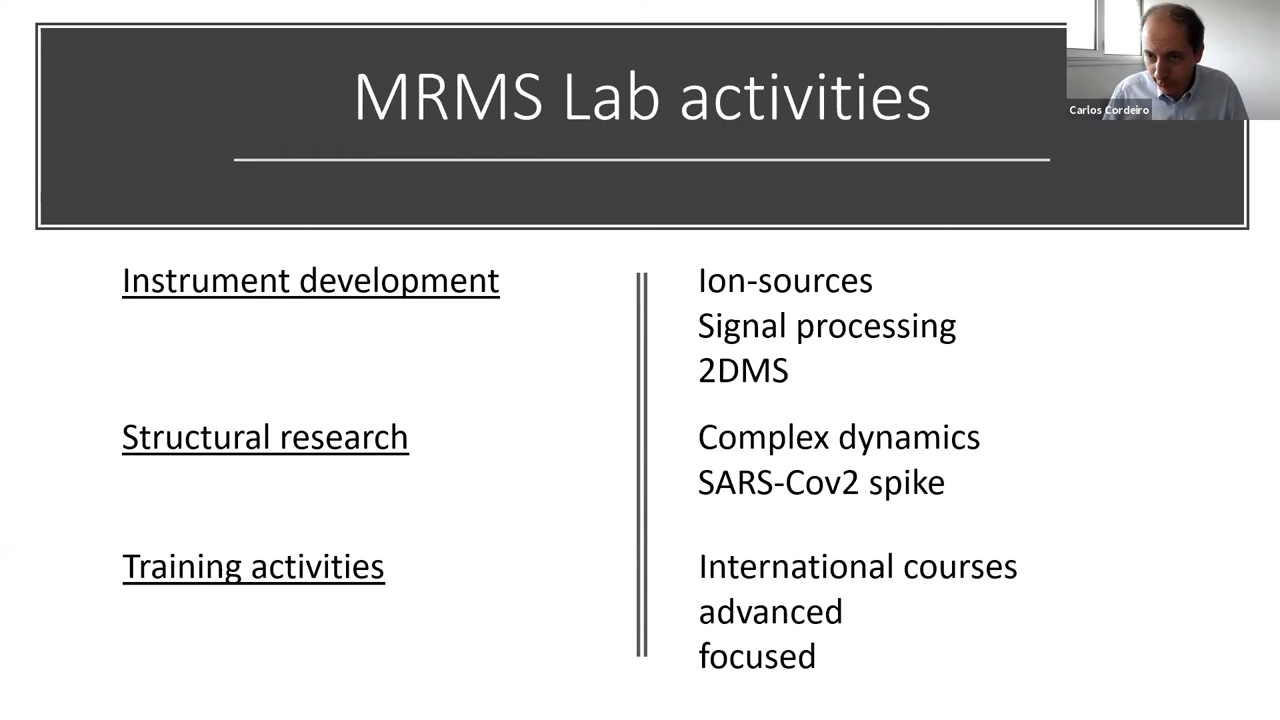 MRMS Lab activities
Carlos Cordeiro
Instrument development
Ion-sources
Signal processing
2DMS
Structural research
Complex dynamics
SARS-Cov2 spike
Training activities
International courses
advanced
focused